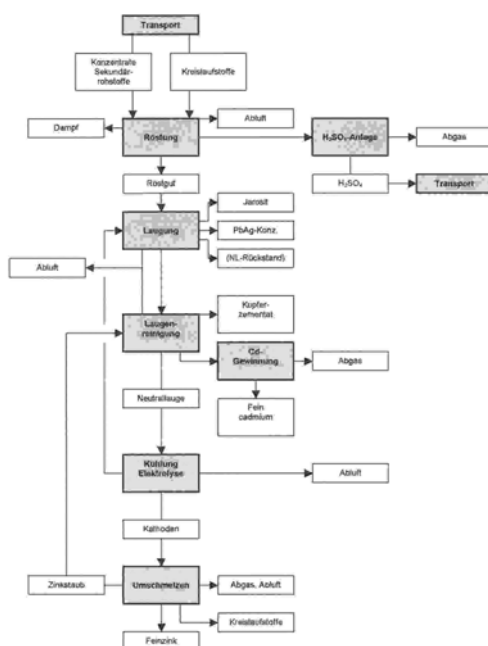 Transport
Konzentrate
Sekundär-
rohstoffe
Kreislaufstoffe
Abluft
Dampf
Röstung
H₂SO₄-Anlage
Abgas
Röstgut
H₂SO₄
Transport
Jarosit
Laugung
PbAg-Konz.
(NL-Rückstand)
Abluft
Kupfer-
zementat
Laugen-
reinigung
Cd-
Gewinnung
Abgas
Neutrallauge
Fein
cadmium
Kühlung
Elektrolyse
Abluft
Kathoden
Zinkstaub
Umschmelzen
Abgas, Abluft
Kreislaufstoffe
Feinzink